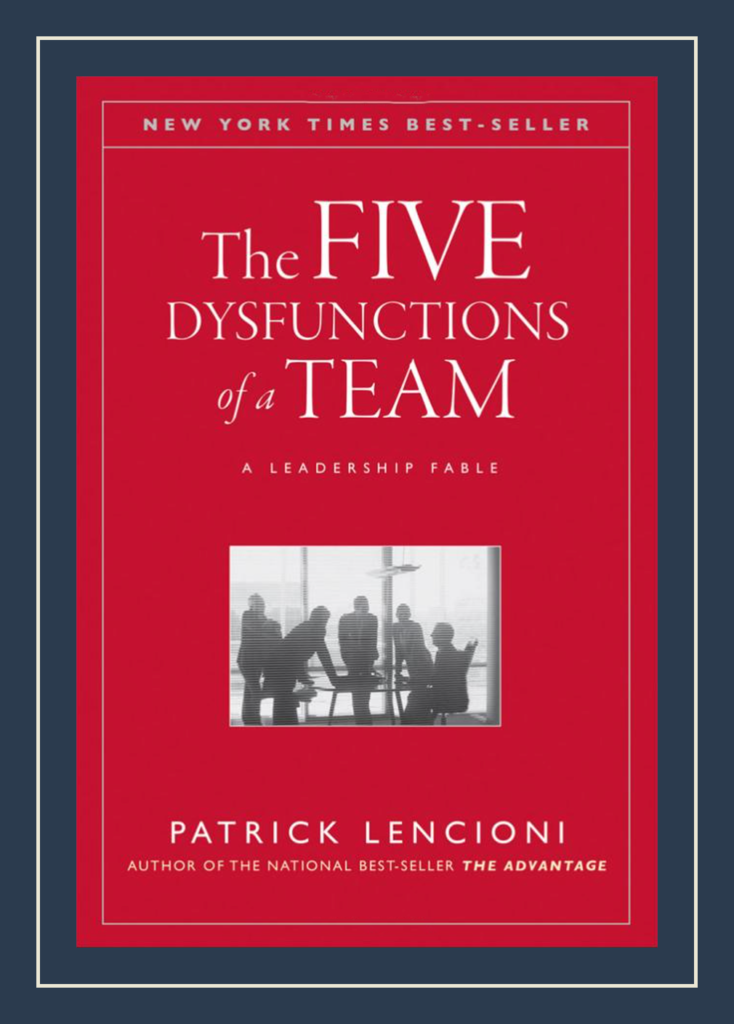 NEW YORK TIMES BEST-SELLER
The FIVE
DYSFUNCTIONS
of a TEAM
A LEADERSHIP FABLE
PATRICK LENCIONI
AUTHOR OF THE NATIONAL BEST-SELLER THE ADVANTAGE